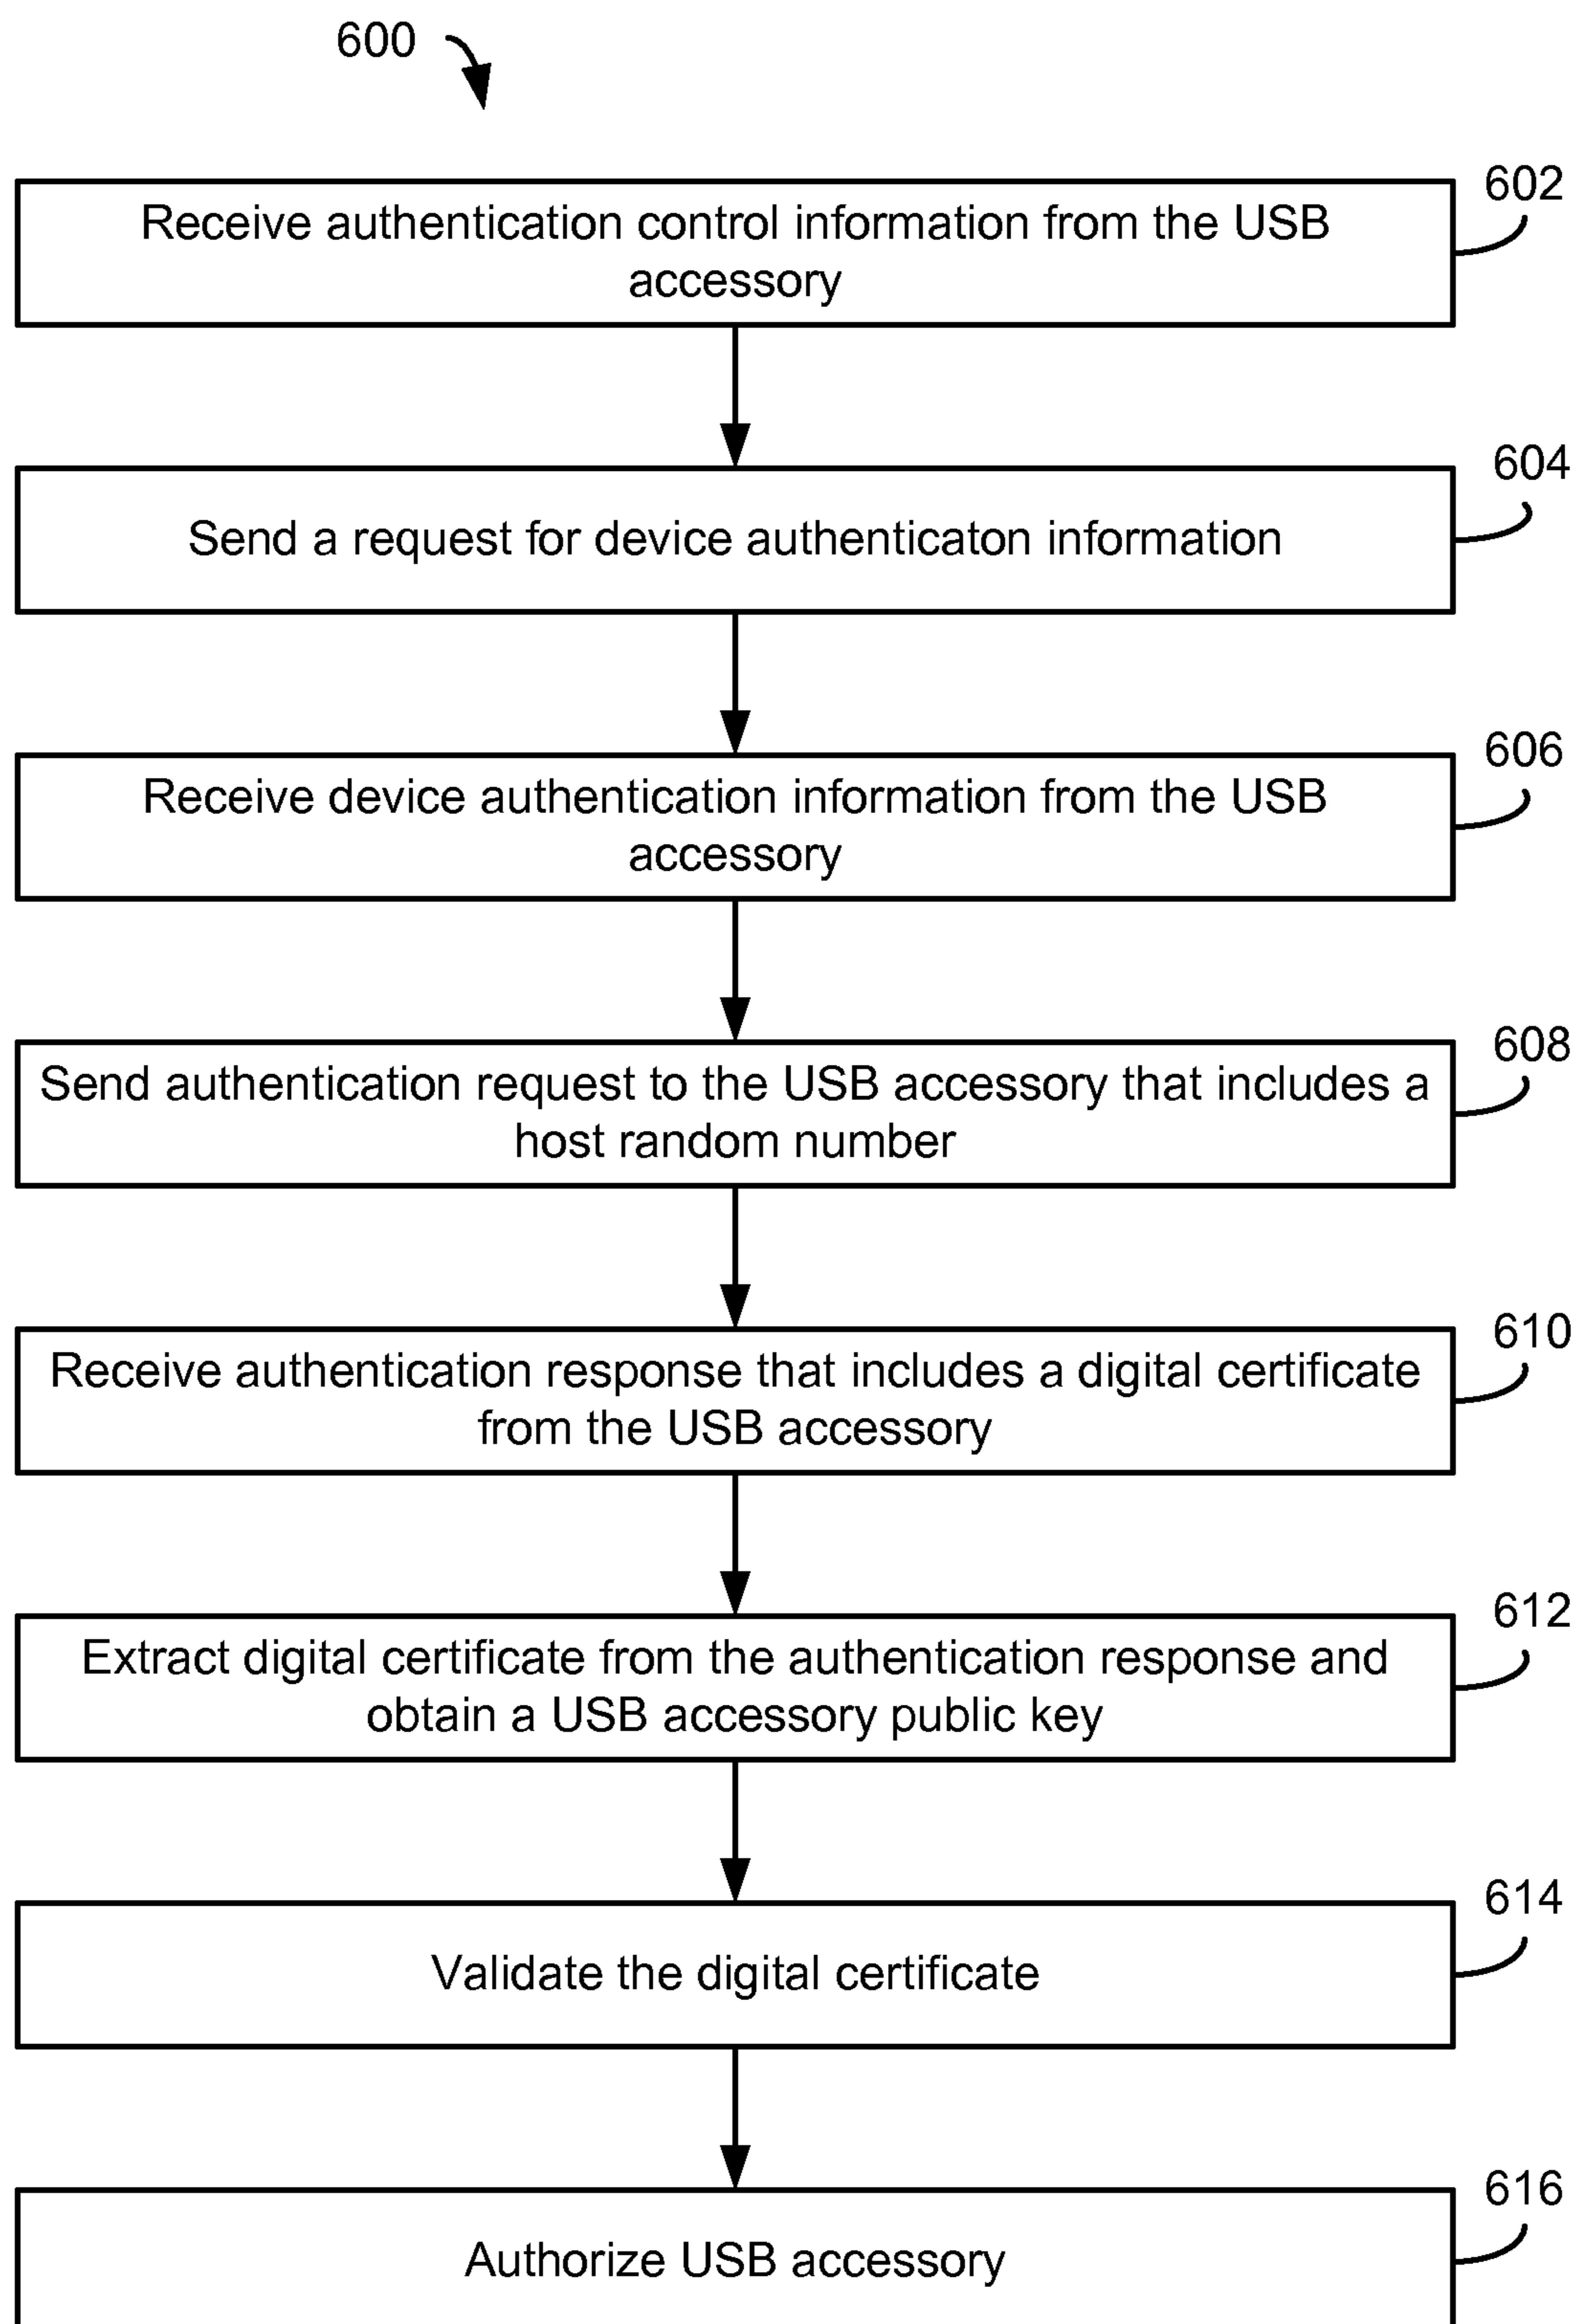 600
602
Receive authentication control information from the USB
accessory
604
Send a request for device authenticaton information
606
Receive device authentication information from the USB
accessory
608
Send authentication request to the USB accessory that includes a
host random number
610
Receive authentication response that includes a digital certificate
from the USB accessory
612
Extract digital certificate from the authentication response and
obtain a USB accessory public key
614
Validate the digital certificate
616
Authorize USB accessory